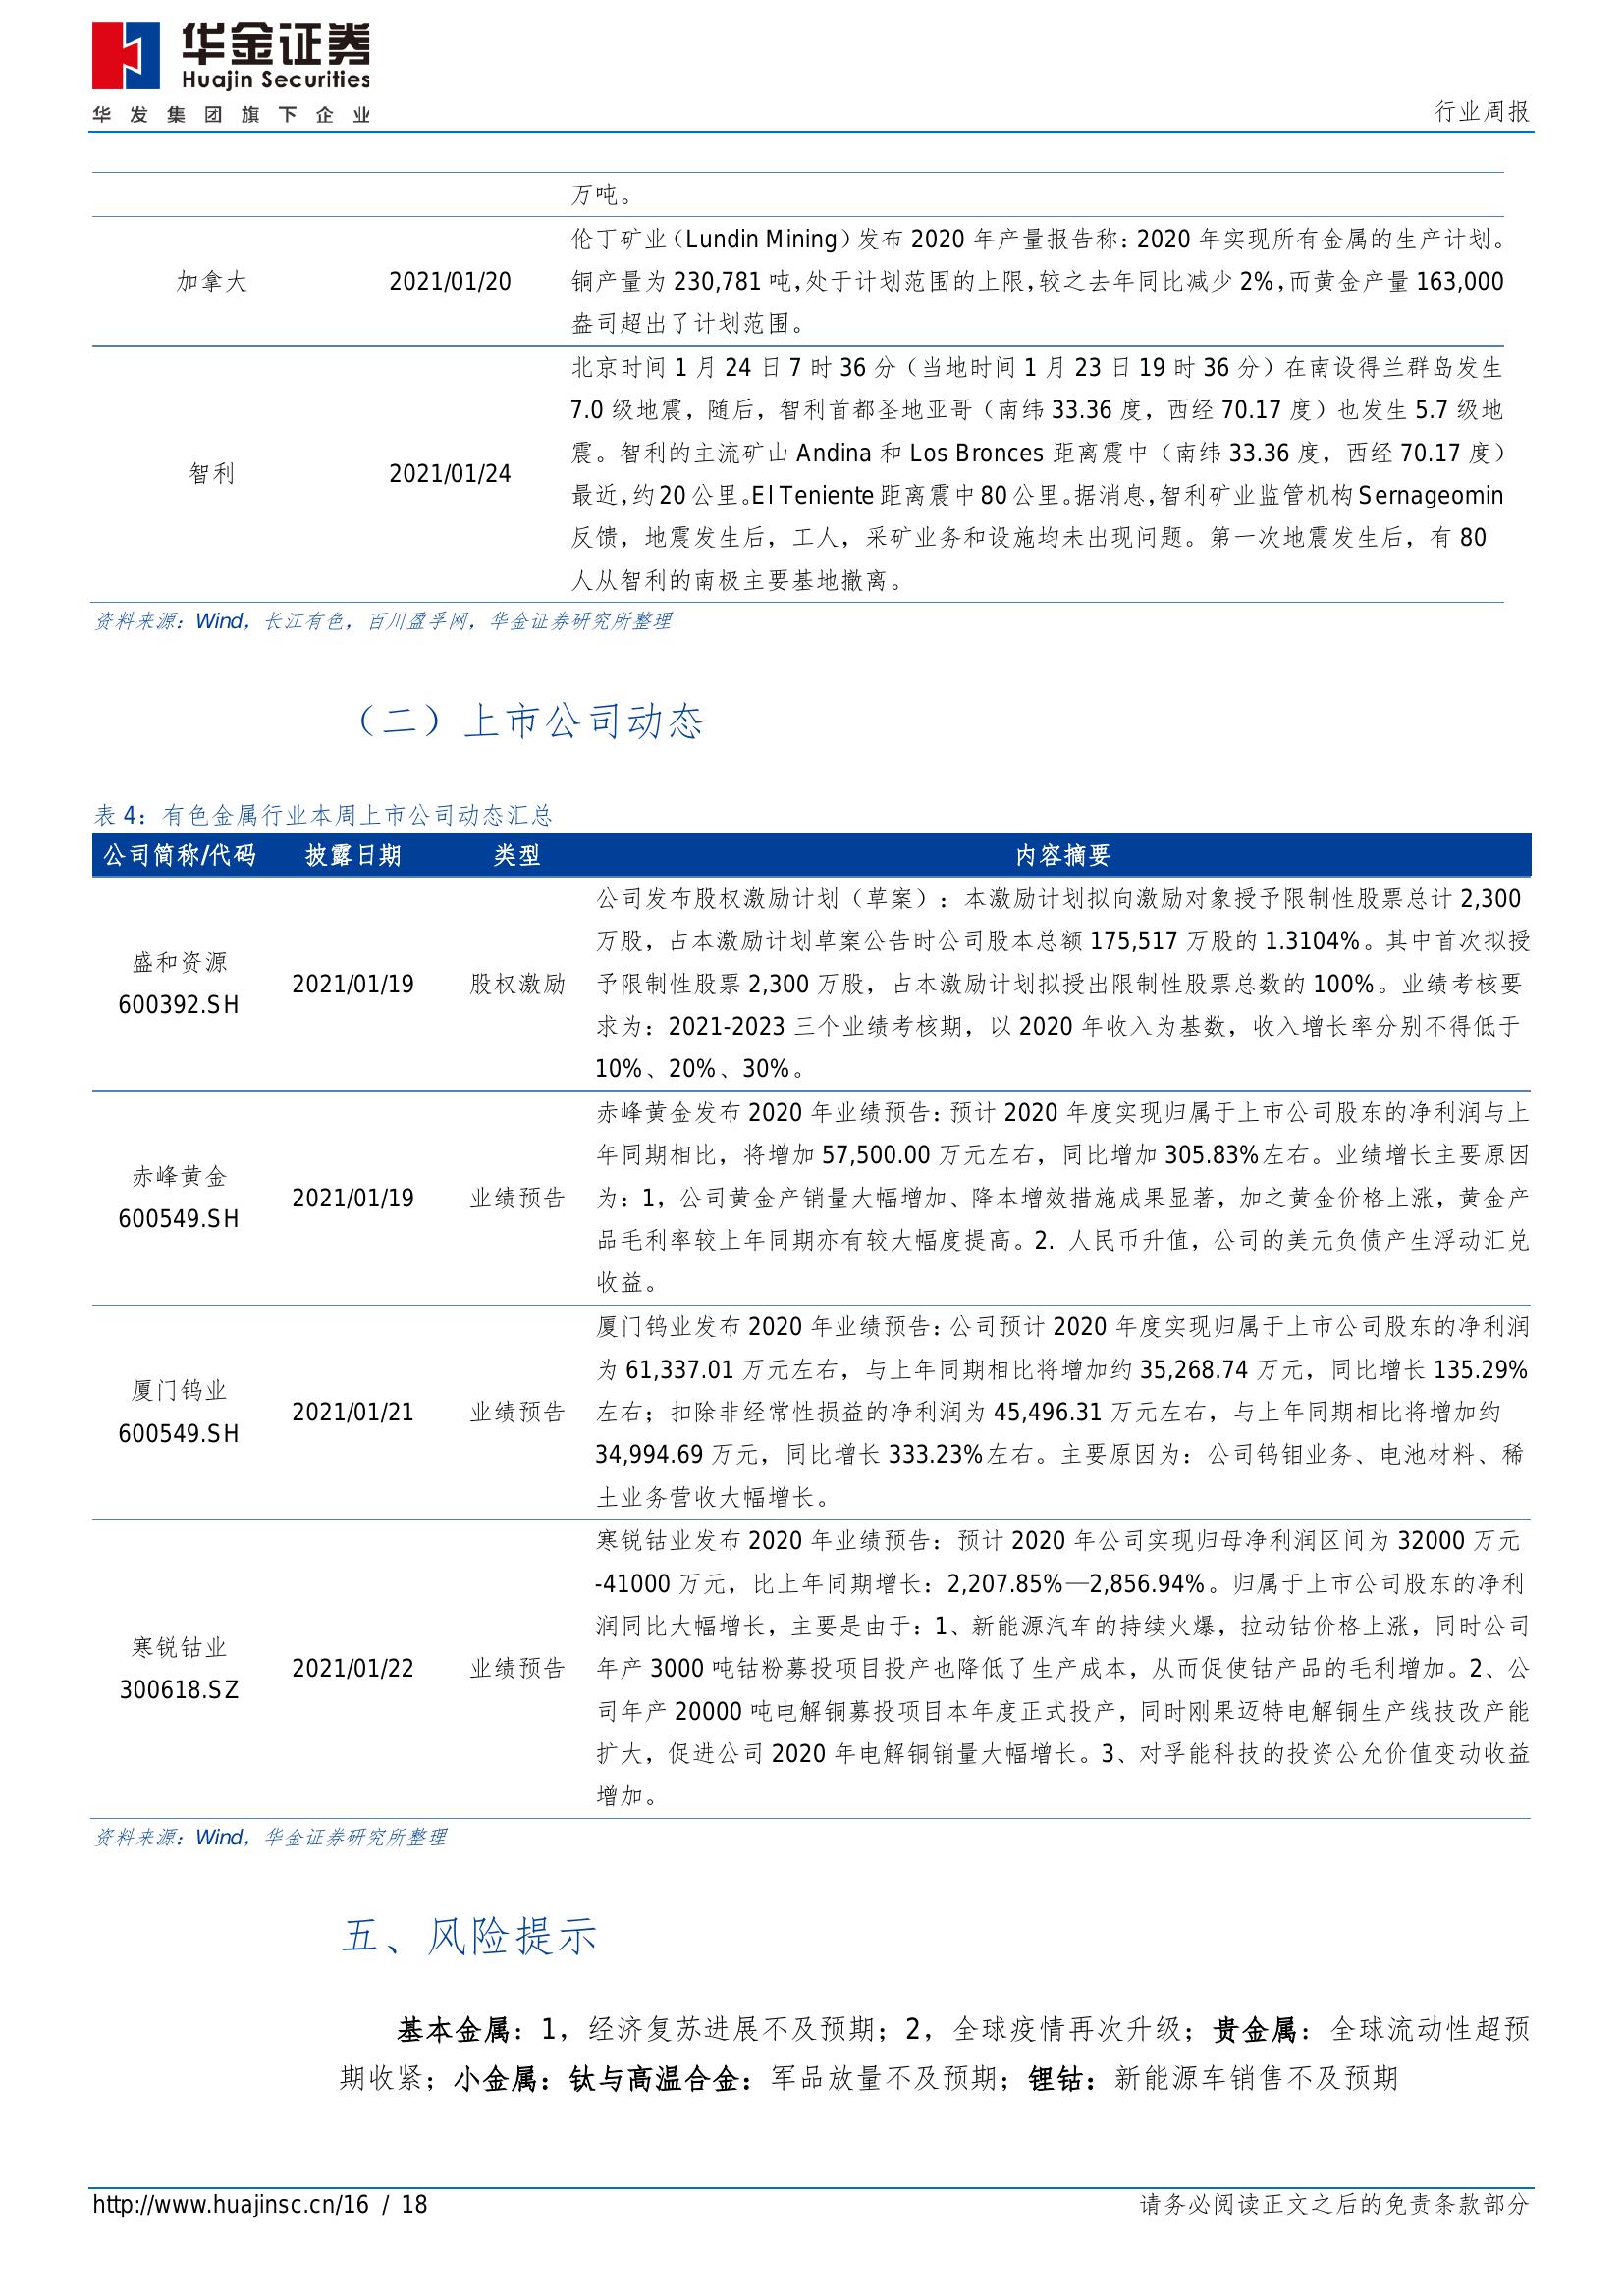 华金证券
Huajin Securities
华发集团旗下企业
行业周报
万吨。
加拿大
2021/01/20
伦丁矿业（Lundin Mining）发布 2020 年产量报告称：2020 年实现所有金属的生产计划。
铜产量为 230,781 吨，处于计划范围的上限，较之去年同比减少 2%，而黄金产量 163,000
盎司超出了计划范围。
智利
2021/01/24
北京时间 1 月 24 日 7 时 36 分（当地时间 1 月 23 日 19 时 36 分）在南设得兰群岛发生
7.0 级地震，随后，智利首都圣地亚哥（南纬 33.36 度，西经 70.17 度）也发生 5.7 级地
震。智利的主流矿山 Andina 和 Los Bronces 距离震中（南纬 33.36 度，西经 70.17 度）
最近，约 20 公里。El Teniente 距离震中 80 公里。据消息，智利矿业监管机构 Sernageomin
反馈，地震发生后，工人，采矿业务和设施均未出现问题。第一次地震发生后，有 80
人从智利的南极主要基地撤离。
资料来源：Wind，长江有色，百川盈孚网，华金证券研究所整理
（二）上市公司动态
表 4：有色金属行业本周上市公司动态汇总
公司简称/代码 披露日期 类型 内容摘要
盛和资源
600392.SH
2021/01/19
股权激励
公司发布股权激励计划（草案）：本激励计划拟向激励对象授予限制性股票总计 2,300
万股，占本激励计划草案公告时公司股本总额 175,517 万股的 1.3104%。其中首次拟授
予限制性股票 2,300 万股，占本激励计划拟授出限制性股票总数的 100%。业绩考核要
求为：2021-2023 三个业绩考核期，以 2020 年收入为基数，收入增长率分别不得低于
10%、20%、30%。
赤峰黄金
600549.SH
2021/01/19
业绩预告
赤峰黄金发布 2020 年业绩预告：预计 2020 年度实现归属于上市公司股东的净利润与上
年同期相比，将增加 57,500.00 万元左右，同比增加 305.83%左右。业绩增长主要原因
为：1，公司黄金产销量大幅增加、降本增效措施成果显著，加之黄金价格上涨，黄金产
品毛利率较上年同期亦有较大幅度提高。2. 人民币升值，公司的美元负债产生浮动汇兑
收益。
厦门钨业
600549.SH
2021/01/21
业绩预告
厦门钨业发布 2020 年业绩预告：公司预计 2020 年度实现归属于上市公司股东的净利润
为 61,337.01 万元左右，与上年同期相比将增加约 35,268.74 万元，同比增长 135.29%
左右；扣除非经常性损益的净利润为 45,496.31 万元左右，与上年同期相比将增加约
34,994.69 万元，同比增长 333.23%左右。主要原因为：公司钨钼业务、电池材料、稀
土业务营收大幅增长。
寒锐钴业
300618.SZ
2021/01/22
业绩预告
寒锐钴业发布 2020 年业绩预告：预计 2020 年公司实现归母净利润区间为 32000 万元
-41000 万元，比上年同期增长：2,207.85%—2,856.94%。归属于上市公司股东的净利
润同比大幅增长，主要是由于：1、新能源汽车的持续火爆，拉动钴价格上涨，同时公司
年产 3000 吨钴粉募投项目投产也降低了生产成本，从而促使钴产品的毛利增加。2、公
司年产 20000 吨电解铜募投项目本年度正式投产，同时刚果迈特电解铜生产线技改产能
扩大，促进公司 2020 年电解铜销量大幅增长。3、对孚能科技的投资公允价值变动收益
增加。
资料来源：Wind，华金证券研究所整理
五、风险提示
基本金属：1，经济复苏进展不及预期；2，全球疫情再次升级；贵金属：全球流动性超预
期收紧；小金属：钛与高温合金：军品放量不及预期；锂钴：新能源车销售不及预期
http://www.huajinsc.cn/16 / 18
请务必阅读正文之后的免责条款部分